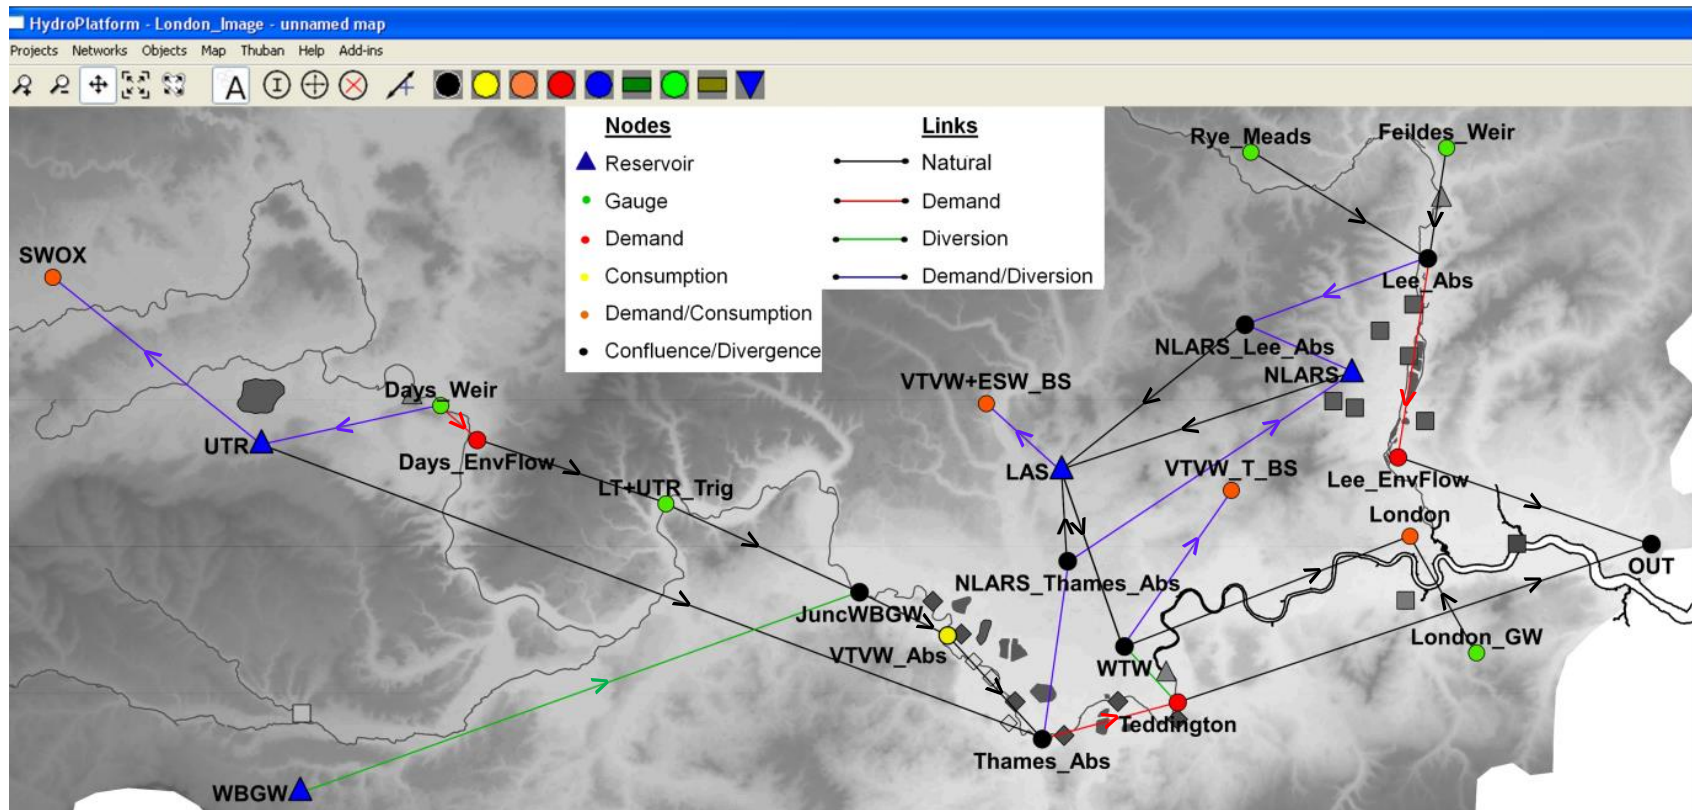 HydroPlatform - London_Image - unnamed map
Projects Networks Objects Map Thuban Help Add-ins
A I
Nodes Links
Reservoir Natural
Gauge Demand
Demand Diversion
Consumption Demand/Diversion
Demand/Consumption
Confluence/Divergence
Rye_Meads Feildes_Weir
SWOX
Lee_Abs
NLARS_Lee_Abs
NLARS
VTVW+ESW_BS
Days_Weir
UTR
Days_EnvFlow
LAS
VTVW_T_BS
Lee_EnvFlow
LT+UTR_Trig
London
OUT
NLARS_Thames_Abs
JuncWBGW
London_GW
VTVW_Abs
WTW
Teddington
Thames_Abs
WBGW